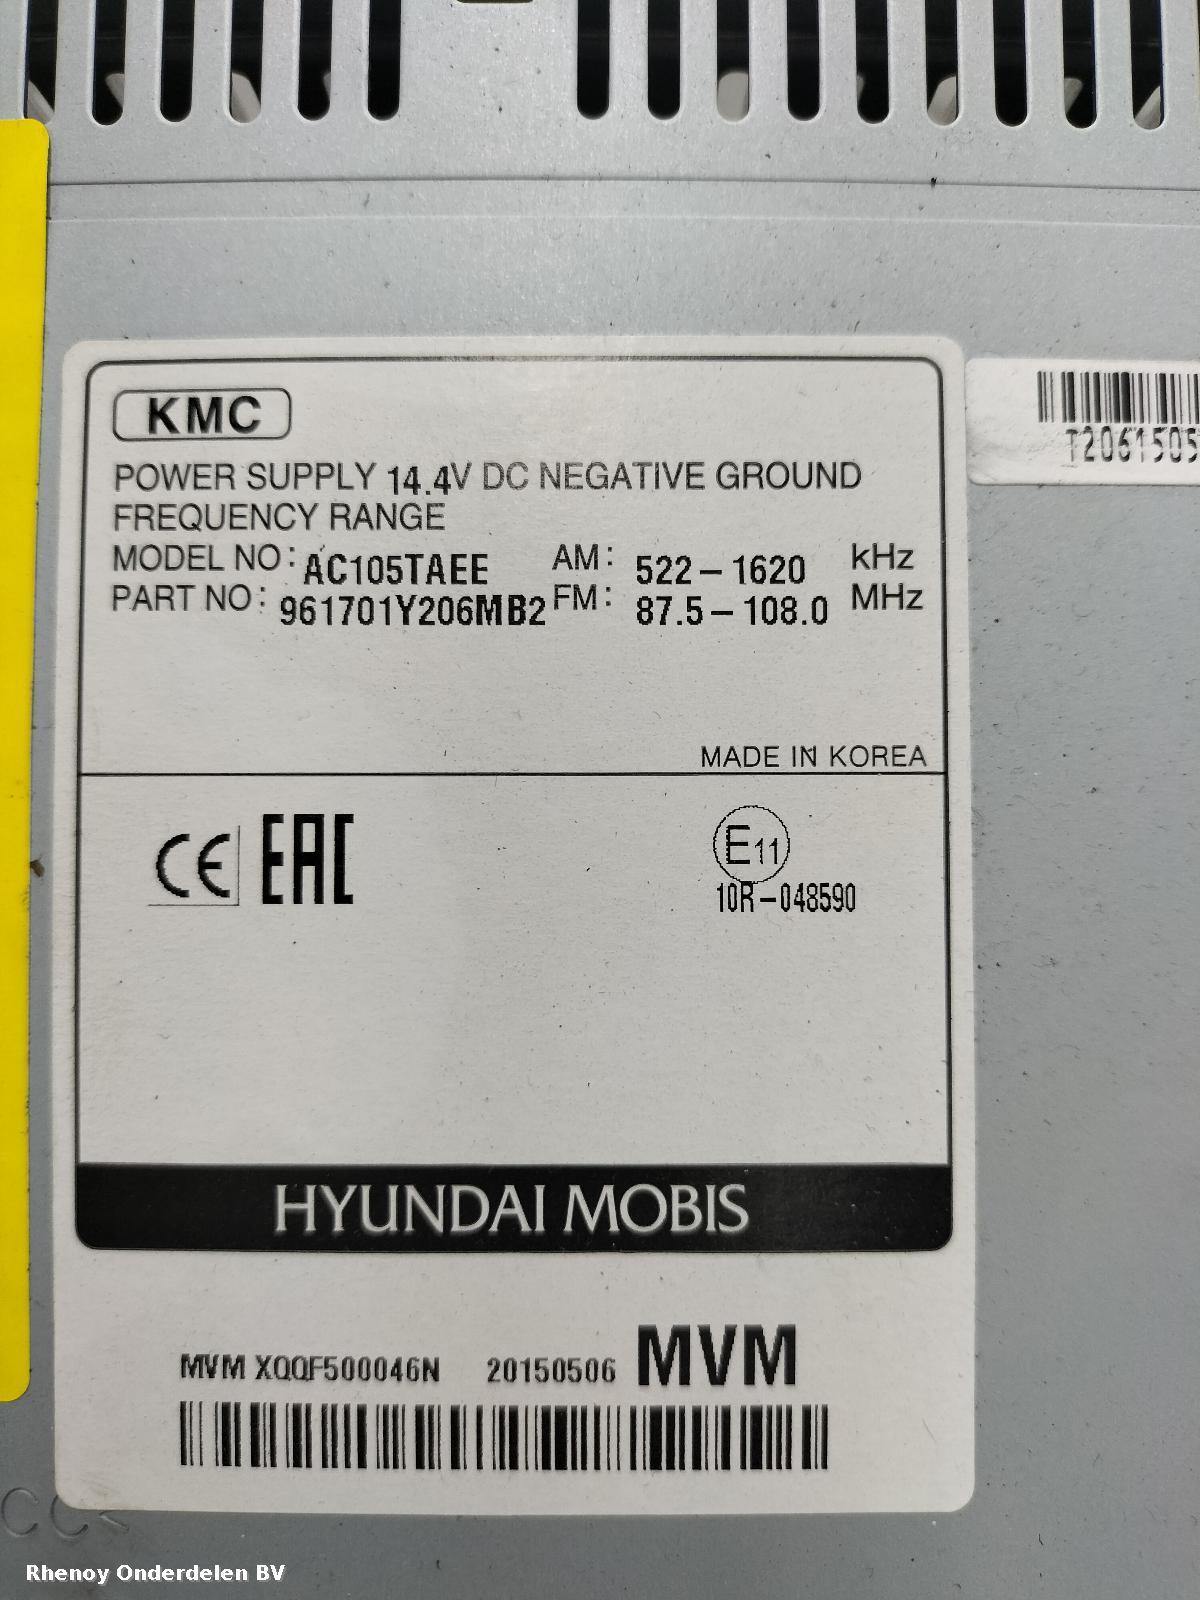 KMC
POWER SUPPLY 14.4V DC NEGATIVE GROUND
FREQUENCY RANGE
MODEL NO: AC105TAEE AM: 522-1620 kHz
PART NO: 961701Y206MB2 FM: 87.5-108.0 MHz
MADE IN KOREA
CE EAC
E11
10R-048590
HYUNDAI MOBIS
MVM XQQF500046N 20150506 MVM
T2061505
Rhenoy Onderdelen BV